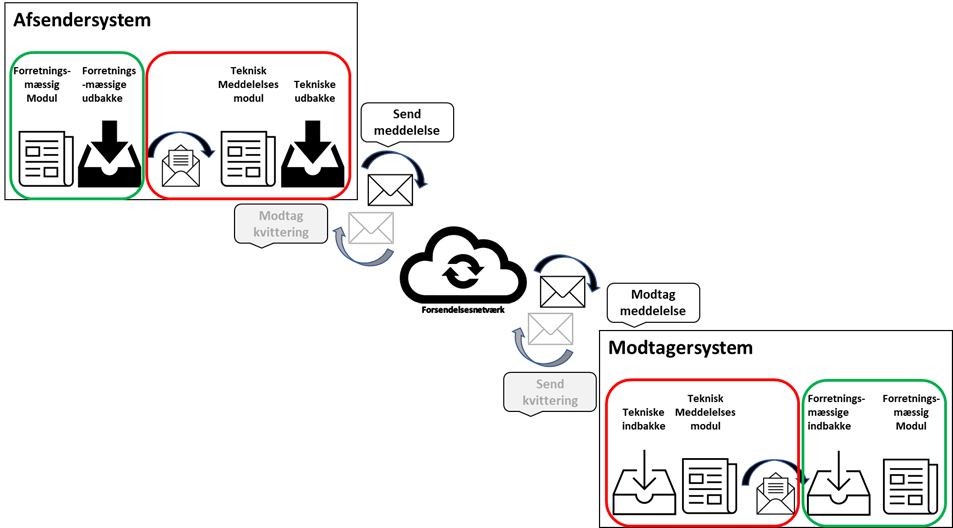 Afsendersystem
Forretnings-
mæssig
Modul
Forretnings
-mæssige
udbakke
Teknisk
Meddelelses
modul
Tekniske
udbakke
Send
meddelelse
Modtag
kvittering
Forsendelsesnetværk
Modtag
meddelelse
Send
kvittering
Modtagersystem
Tekniske
indbakke
Teknisk
Meddelelses
modul
Forretnings-
mæssige
indbakke
Forretnings-
mæssig
Modul